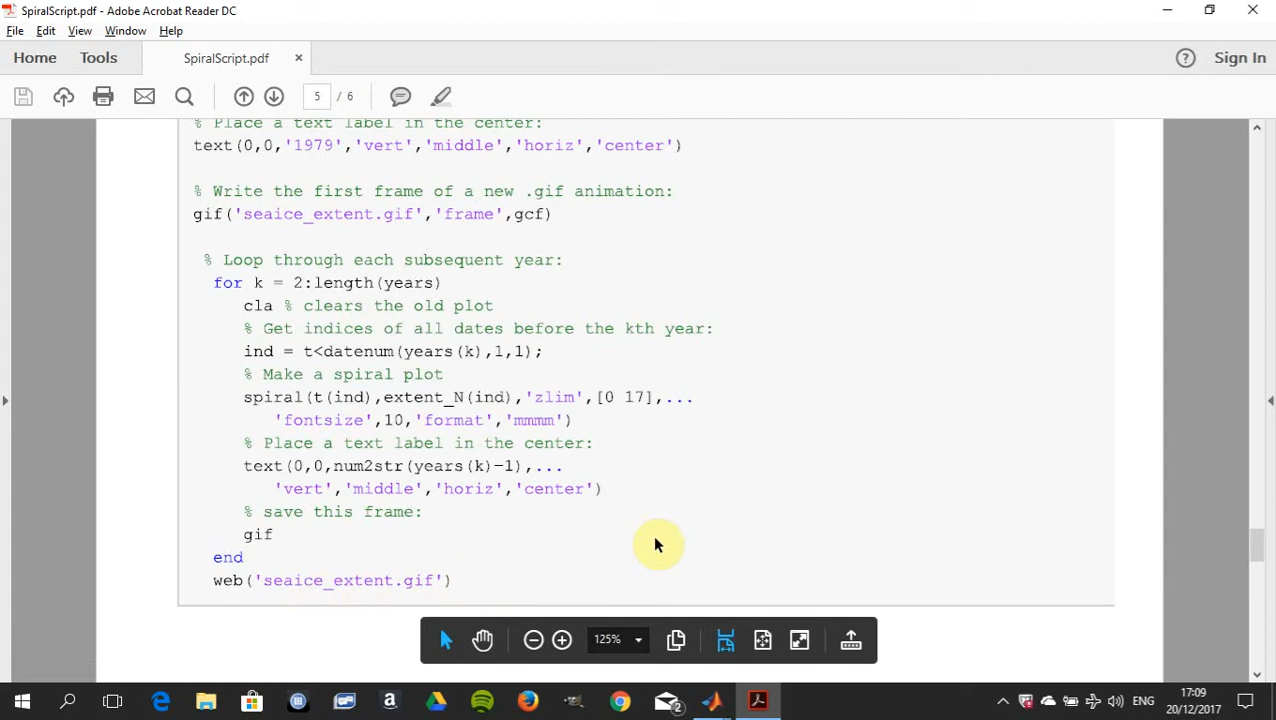 SpiralScript.pdf - Adobe Acrobat Reader DC
File Edit View Window Help
Home Tools SpiralScript.pdf × ? Sign In
5 / 6
% Place a text label in the center:
text(0,0,'1979','vert','middle','horiz','center')
% Write the first frame of a new .gif animation:
gif('seaice_extent.gif','frame',gcf)
% Loop through each subsequent year:
for k = 2:length(years)
cla % clears the old plot
% Get indices of all dates before the kth year:
ind = t<datenum(years(k),1,1);
% Make a spiral plot
spiral(t(ind),extent_N(ind),'zlim',[0 17],...
'fontsize',10,'format','mmmm')
% Place a text label in the center:
text(0,0,num2str(years(k)-1),...
'vert','middle','horiz','center')
% save this frame:
gif
end
web('seaice_extent.gif')
125%
a 2 ENG 17:09
20/12/2017